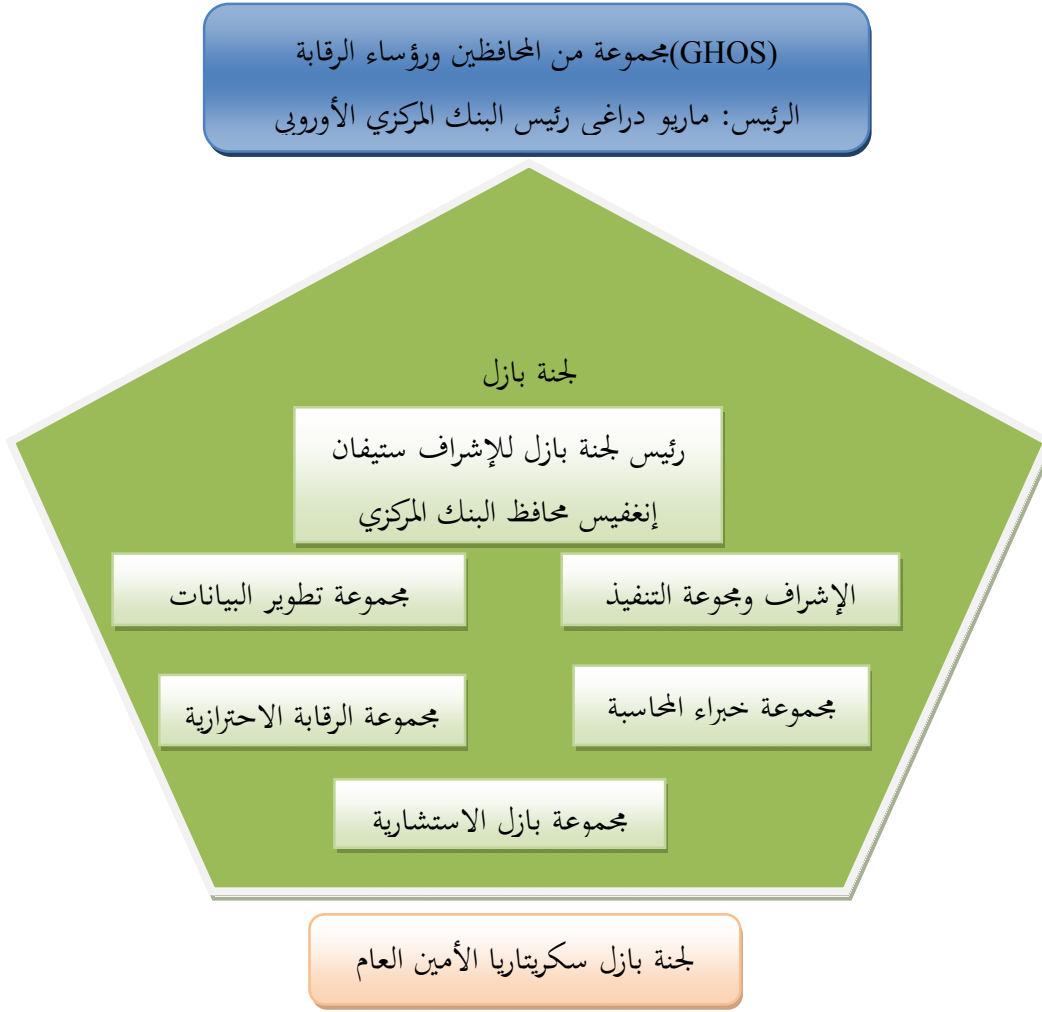 (GHOS)مجموعة من المحافظين ورؤساء الرقابة
الرئيس: ماريو دراغى رئيس البنك المركزي الأوروبي
لجنة بازل
رئيس لجنة بازل للإشراف ستيفان
إنغفيس محافظ البنك المركزي
الإشراف ومجوعة التنفيذ
مجموعة تطوير البيانات
مجموعة خبراء المحاسبة
مجموعة الرقابة الاحترازية
مجموعة بازل الاستشارية
لجنة بازل سكريتاريا الأمين العام